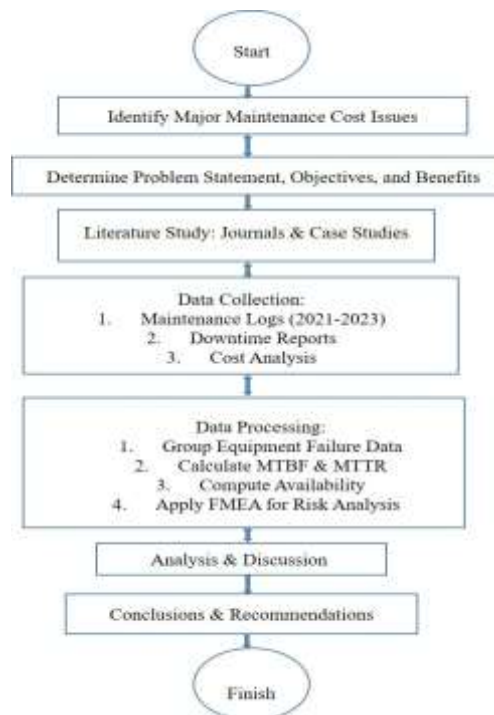 Start
Identify Major Maintenance Cost Issues
Determine Problem Statement, Objectives, and Benefits
Literature Study: Journals & Case Studies
Data Collection:
1. Maintenance Logs (2021-2023)
2. Downtime Reports
3. Cost Analysis
Data Processing:
1. Group Equipment Failure Data
2. Calculate MTBF & MTTR
3. Compute Availability
4. Apply FMEA for Risk Analysis
Analysis & Discussion
Conclusions & Recommendations
Finish